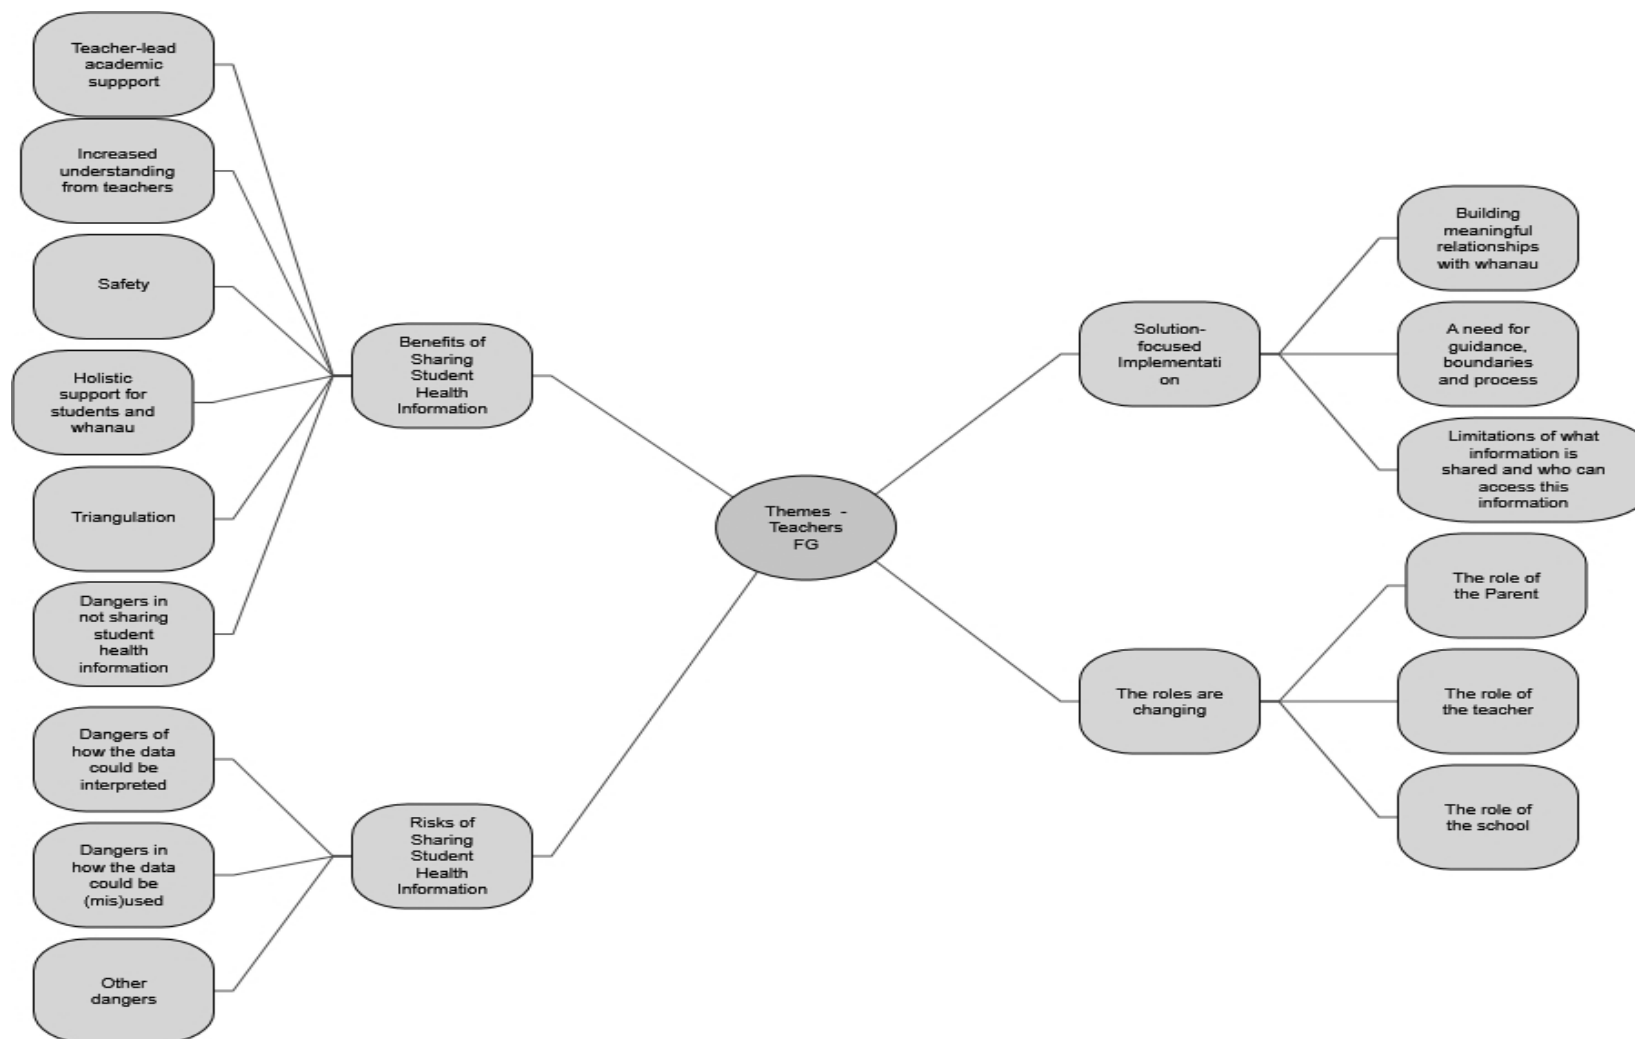 Teacher-lead
academic
suppport
Increased
understanding
from teachers
Safety
Holistic
support for
students and
whanau
Triangulation
Dangers in
not sharing
student
health
information
Benefits of
Sharing
Student
Health
Information
Dangers of
how the data
could be
interpreted
Dangers in
how the data
could be
(mis)used
Other
dangers
Risks of
Sharing
Student
Health
Information
Themes -
Teachers
FG
Solution-
focused
Implementati
on
Building
meaningful
relationships
with whanau
A need for
guidance,
boundaries
and process
Limitations of what
information is
shared and who can
access this
information
The roles are
changing
The role of
the Parent
The role of
the teacher
The role of
the school